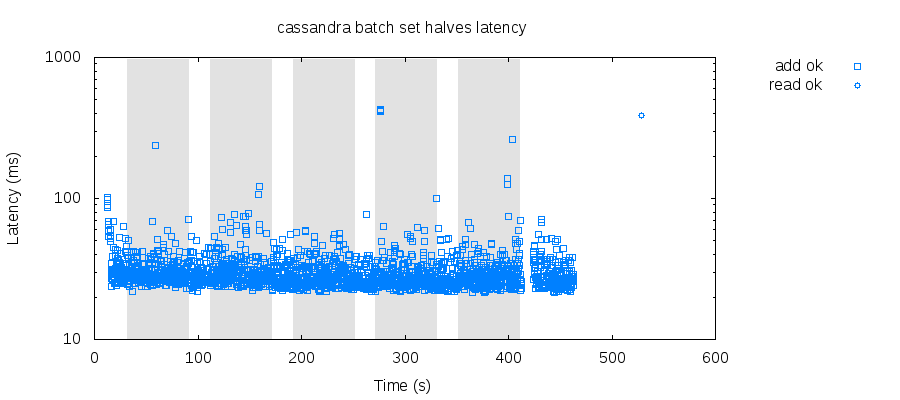 cassandra batch set halves latency
1000
100
10
Latency (ms)
0 100 200 300 400 500 600
Time (s)
add ok
read ok